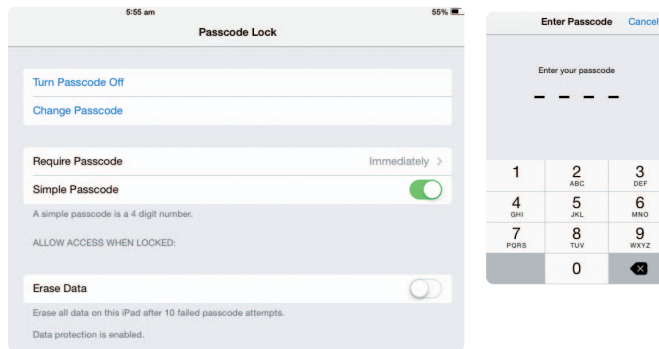 5:55 am 55%
Passcode Lock
Turn Passcode Off
Change Passcode
Require Passcode Immediately >
Simple Passcode
A simple passcode is a 4 digit number.
ALLOW ACCESS WHEN LOCKED:
Erase Data
Erase all data on this iPad after 10 failed passcode attempts.
Data protection is enabled.
Enter Passcode Cancel
Enter your passcode
1 2 3
ABC DEF
4 5 6
GHI JKL MNO
7 8 9
PQRS TUV WXYZ
0